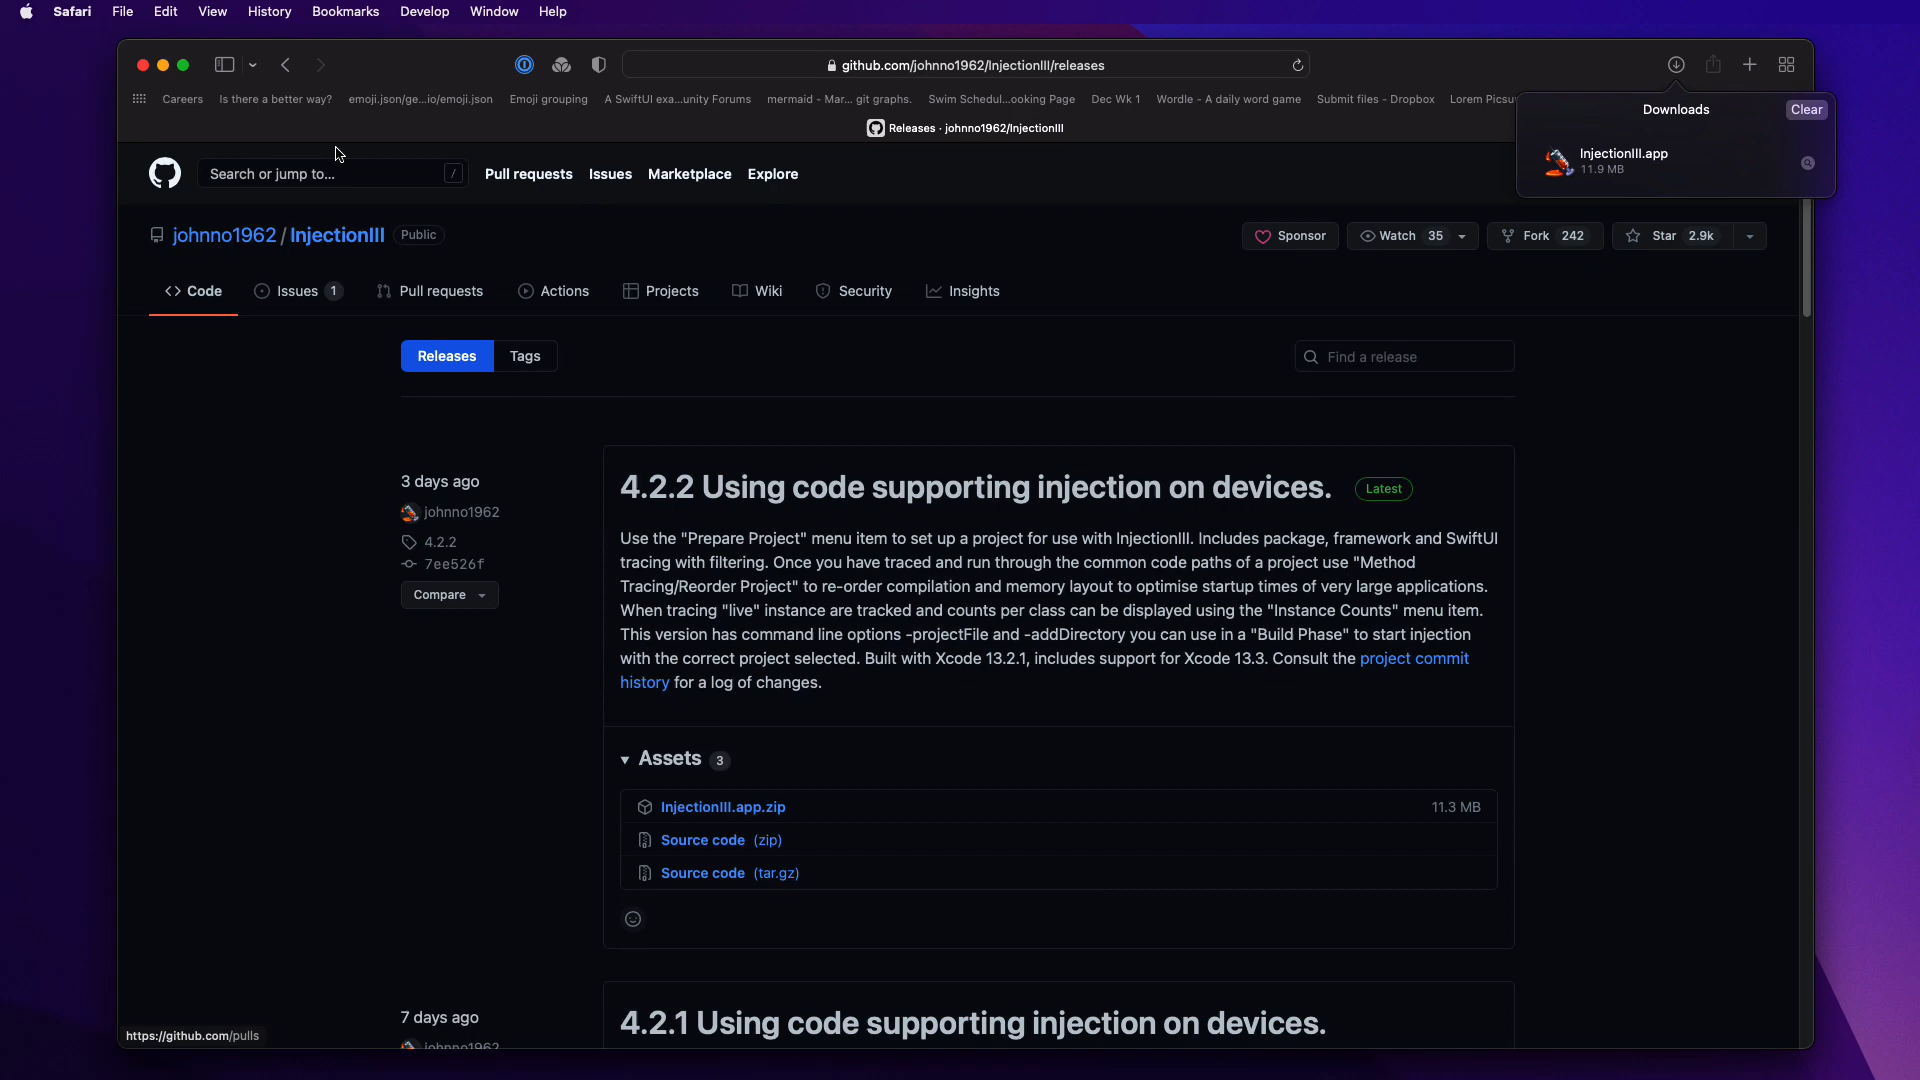 Safari File Edit View History Bookmarks Develop Window Help
github.com/johnno1962/InjectionIII/releases
Careers Is there a better way? emoji.json/ge...io/emoji.json Emoji grouping A SwiftUI exa...unity Forums mermaid - Mar... git graphs. Swim Schedul...ooking Page Dec Wk 1 Wordle - A daily word game Submit files - Dropbox Lorem Picsu
Downloads Clear
Releases · johnno1962/InjectionIII
InjectionIII.app
11.9 MB
Search or jump to... / Pull requests Issues Marketplace Explore
johnno1962 / InjectionIII Public
Sponsor Watch 35 Fork 242 Star 2.9k
Code Issues 1 Pull requests Actions Projects Wiki Security Insights
Releases Tags Find a release
3 days ago
johnno1962
4.2.2
7ee526f
Compare
4.2.2 Using code supporting injection on devices. Latest
Use the "Prepare Project" menu item to set up a project for use with InjectionIII. Includes package, framework and SwiftUI
tracing with filtering. Once you have traced and run through the common code paths of a project use "Method
Tracing/Reorder Project" to re-order compilation and memory layout to optimise startup times of very large applications.
When tracing "live" instance are tracked and counts per class can be displayed using the "Instance Counts" menu item.
This version has command line options -projectFile and -addDirectory you can use in a "Build Phase" to start injection
with the correct project selected. Built with Xcode 13.2.1, includes support for Xcode 13.3. Consult the project commit
history for a log of changes.
Assets 3
InjectionIII.app.zip 11.3 MB
Source code (zip)
Source code (tar.gz)
7 days ago
johnno1962
4.2.1 Using code supporting injection on devices.
https://github.com/pulls